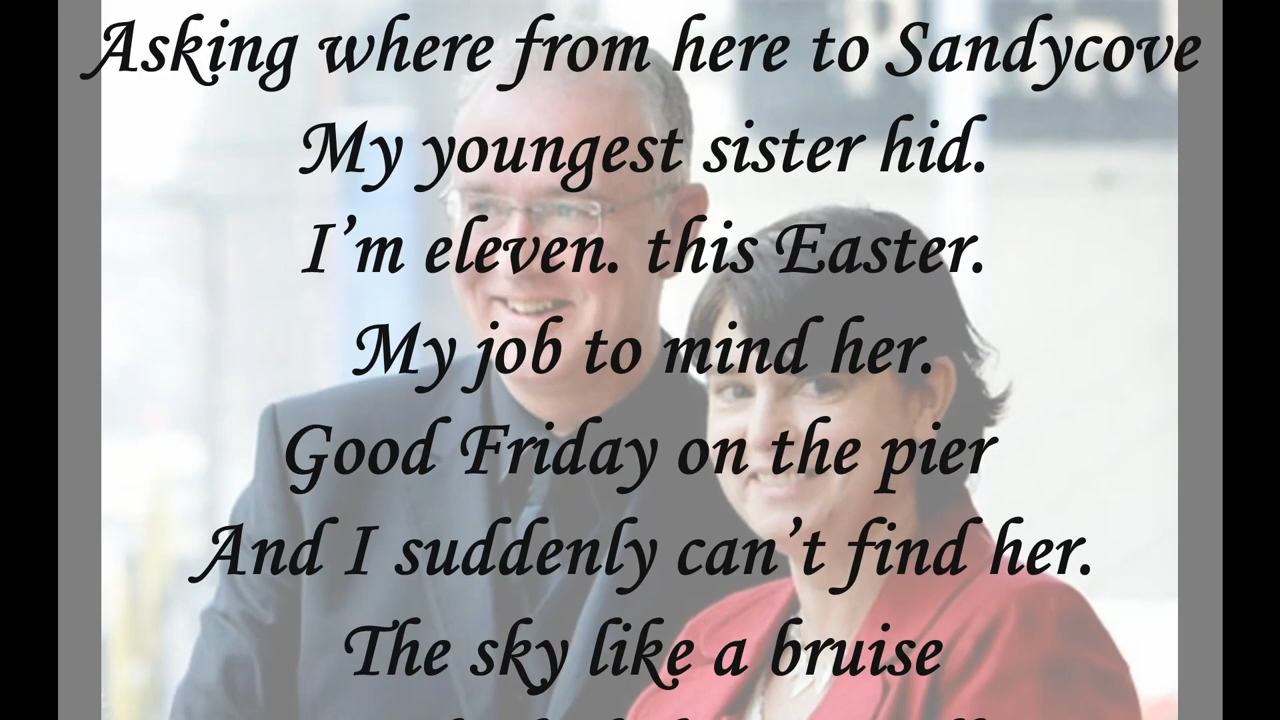 Asking where from here to Sandycove
My youngest sister hid.
I’m eleven. this Easter.
My job to mind her.
Good Friday on the pier
And I suddenly can’t find her.
The sky like a bruise